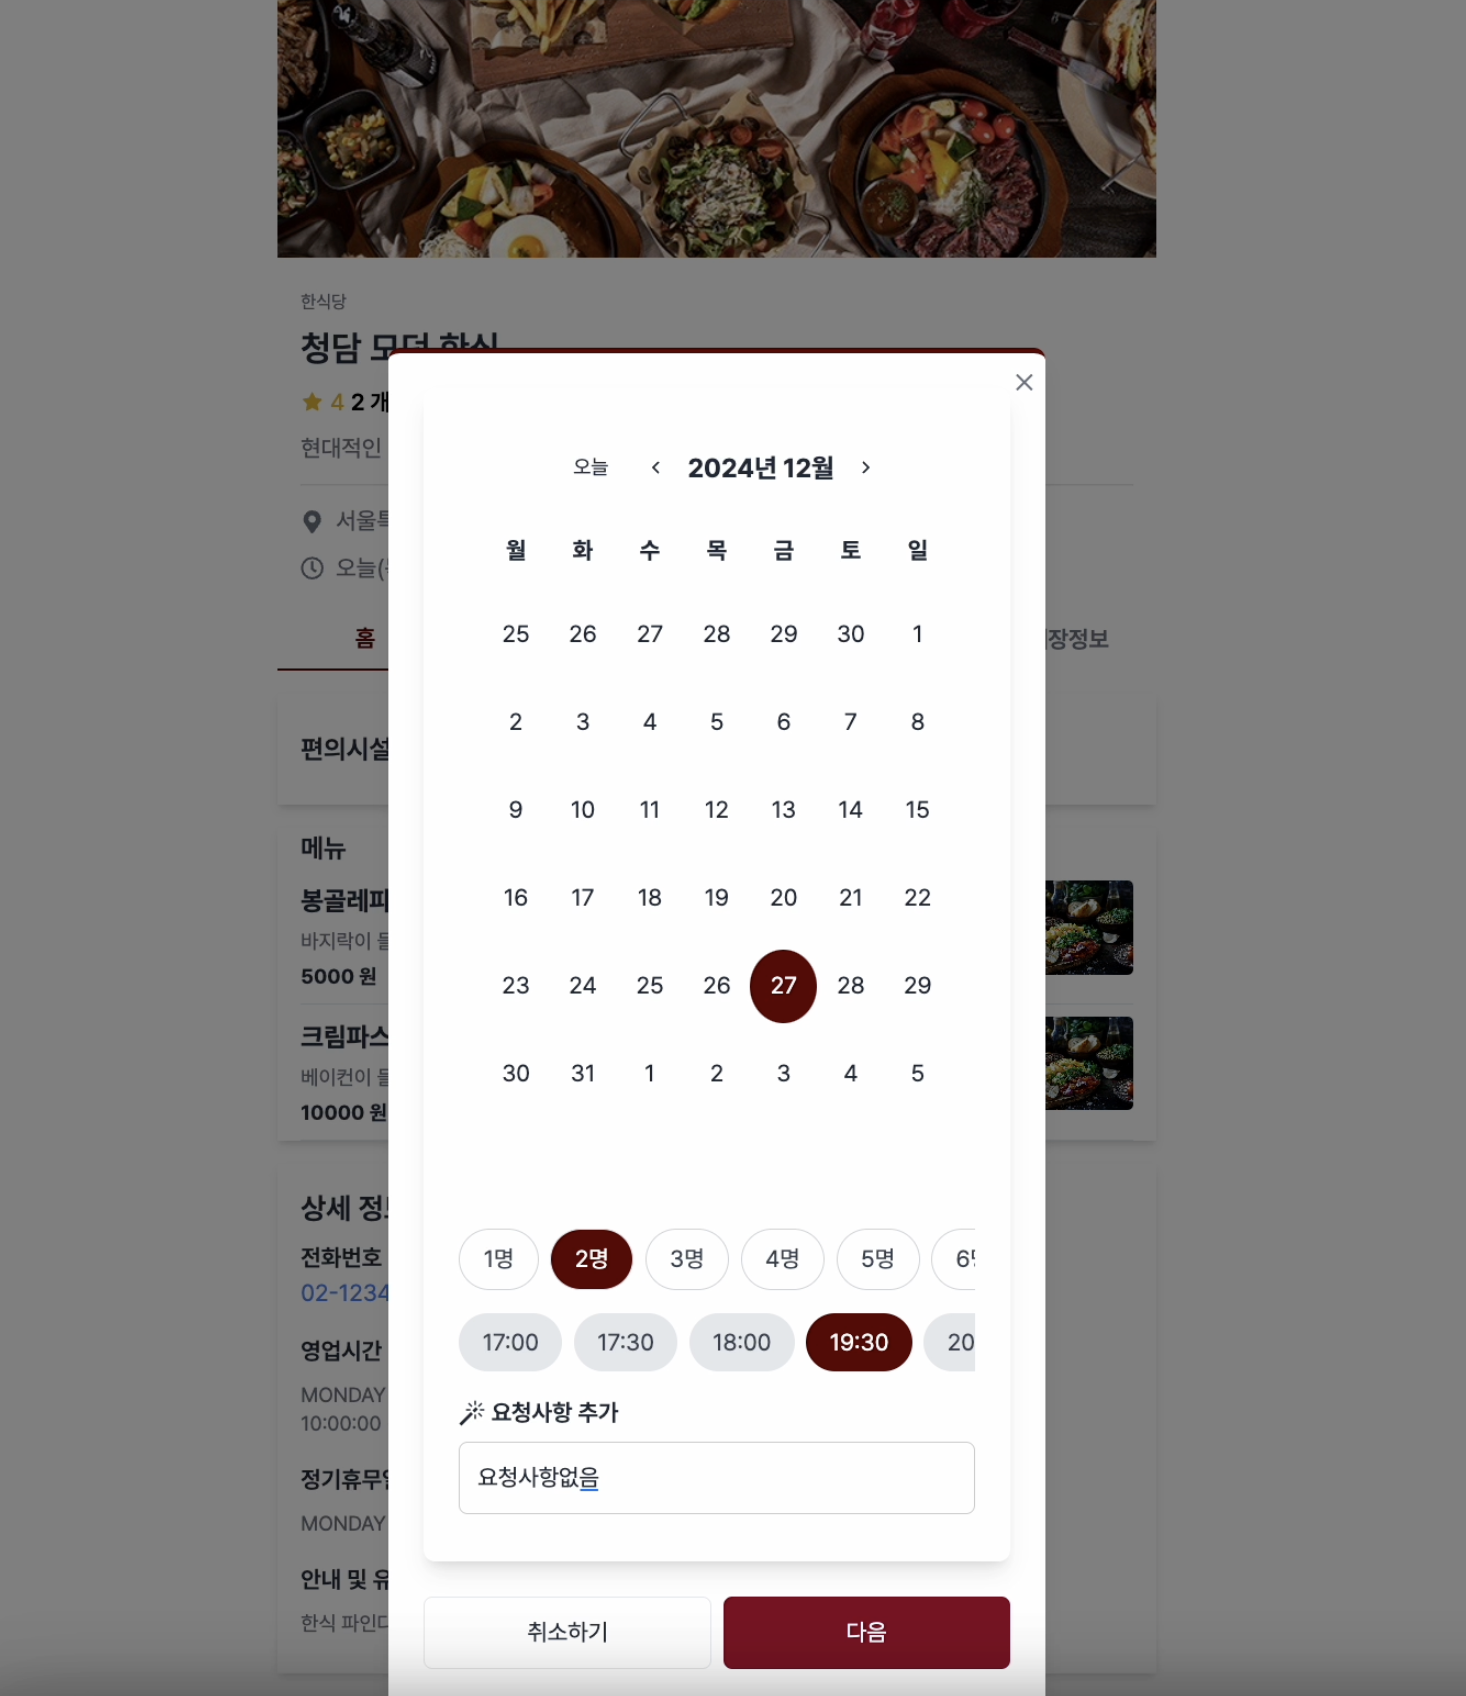 한식당
청담 모던 한식
4 2 개
현대적인
서울특
오늘(
홈
장정보
편의시설
메뉴
봉골레파
바지락이 들
5000 원
크림파스
베이컨이 들
10000 원
상세 정보
전화번호
02-1234
영업시간
MONDAY
10:00:00
정기휴무일
MONDAY
안내 및 유
한식 파인다
오늘 2024년 12월
월 화 수 목 금 토 일
25 26 27 28 29 30 1
2 3 4 5 6 7 8
9 10 11 12 13 14 15
16 17 18 19 20 21 22
23 24 25 26 27 28 29
30 31 1 2 3 4 5
1명 2명 3명 4명 5명 6명
17:00 17:30 18:00 19:30 20
요청사항 추가
요청사항없음
취소하기 다음